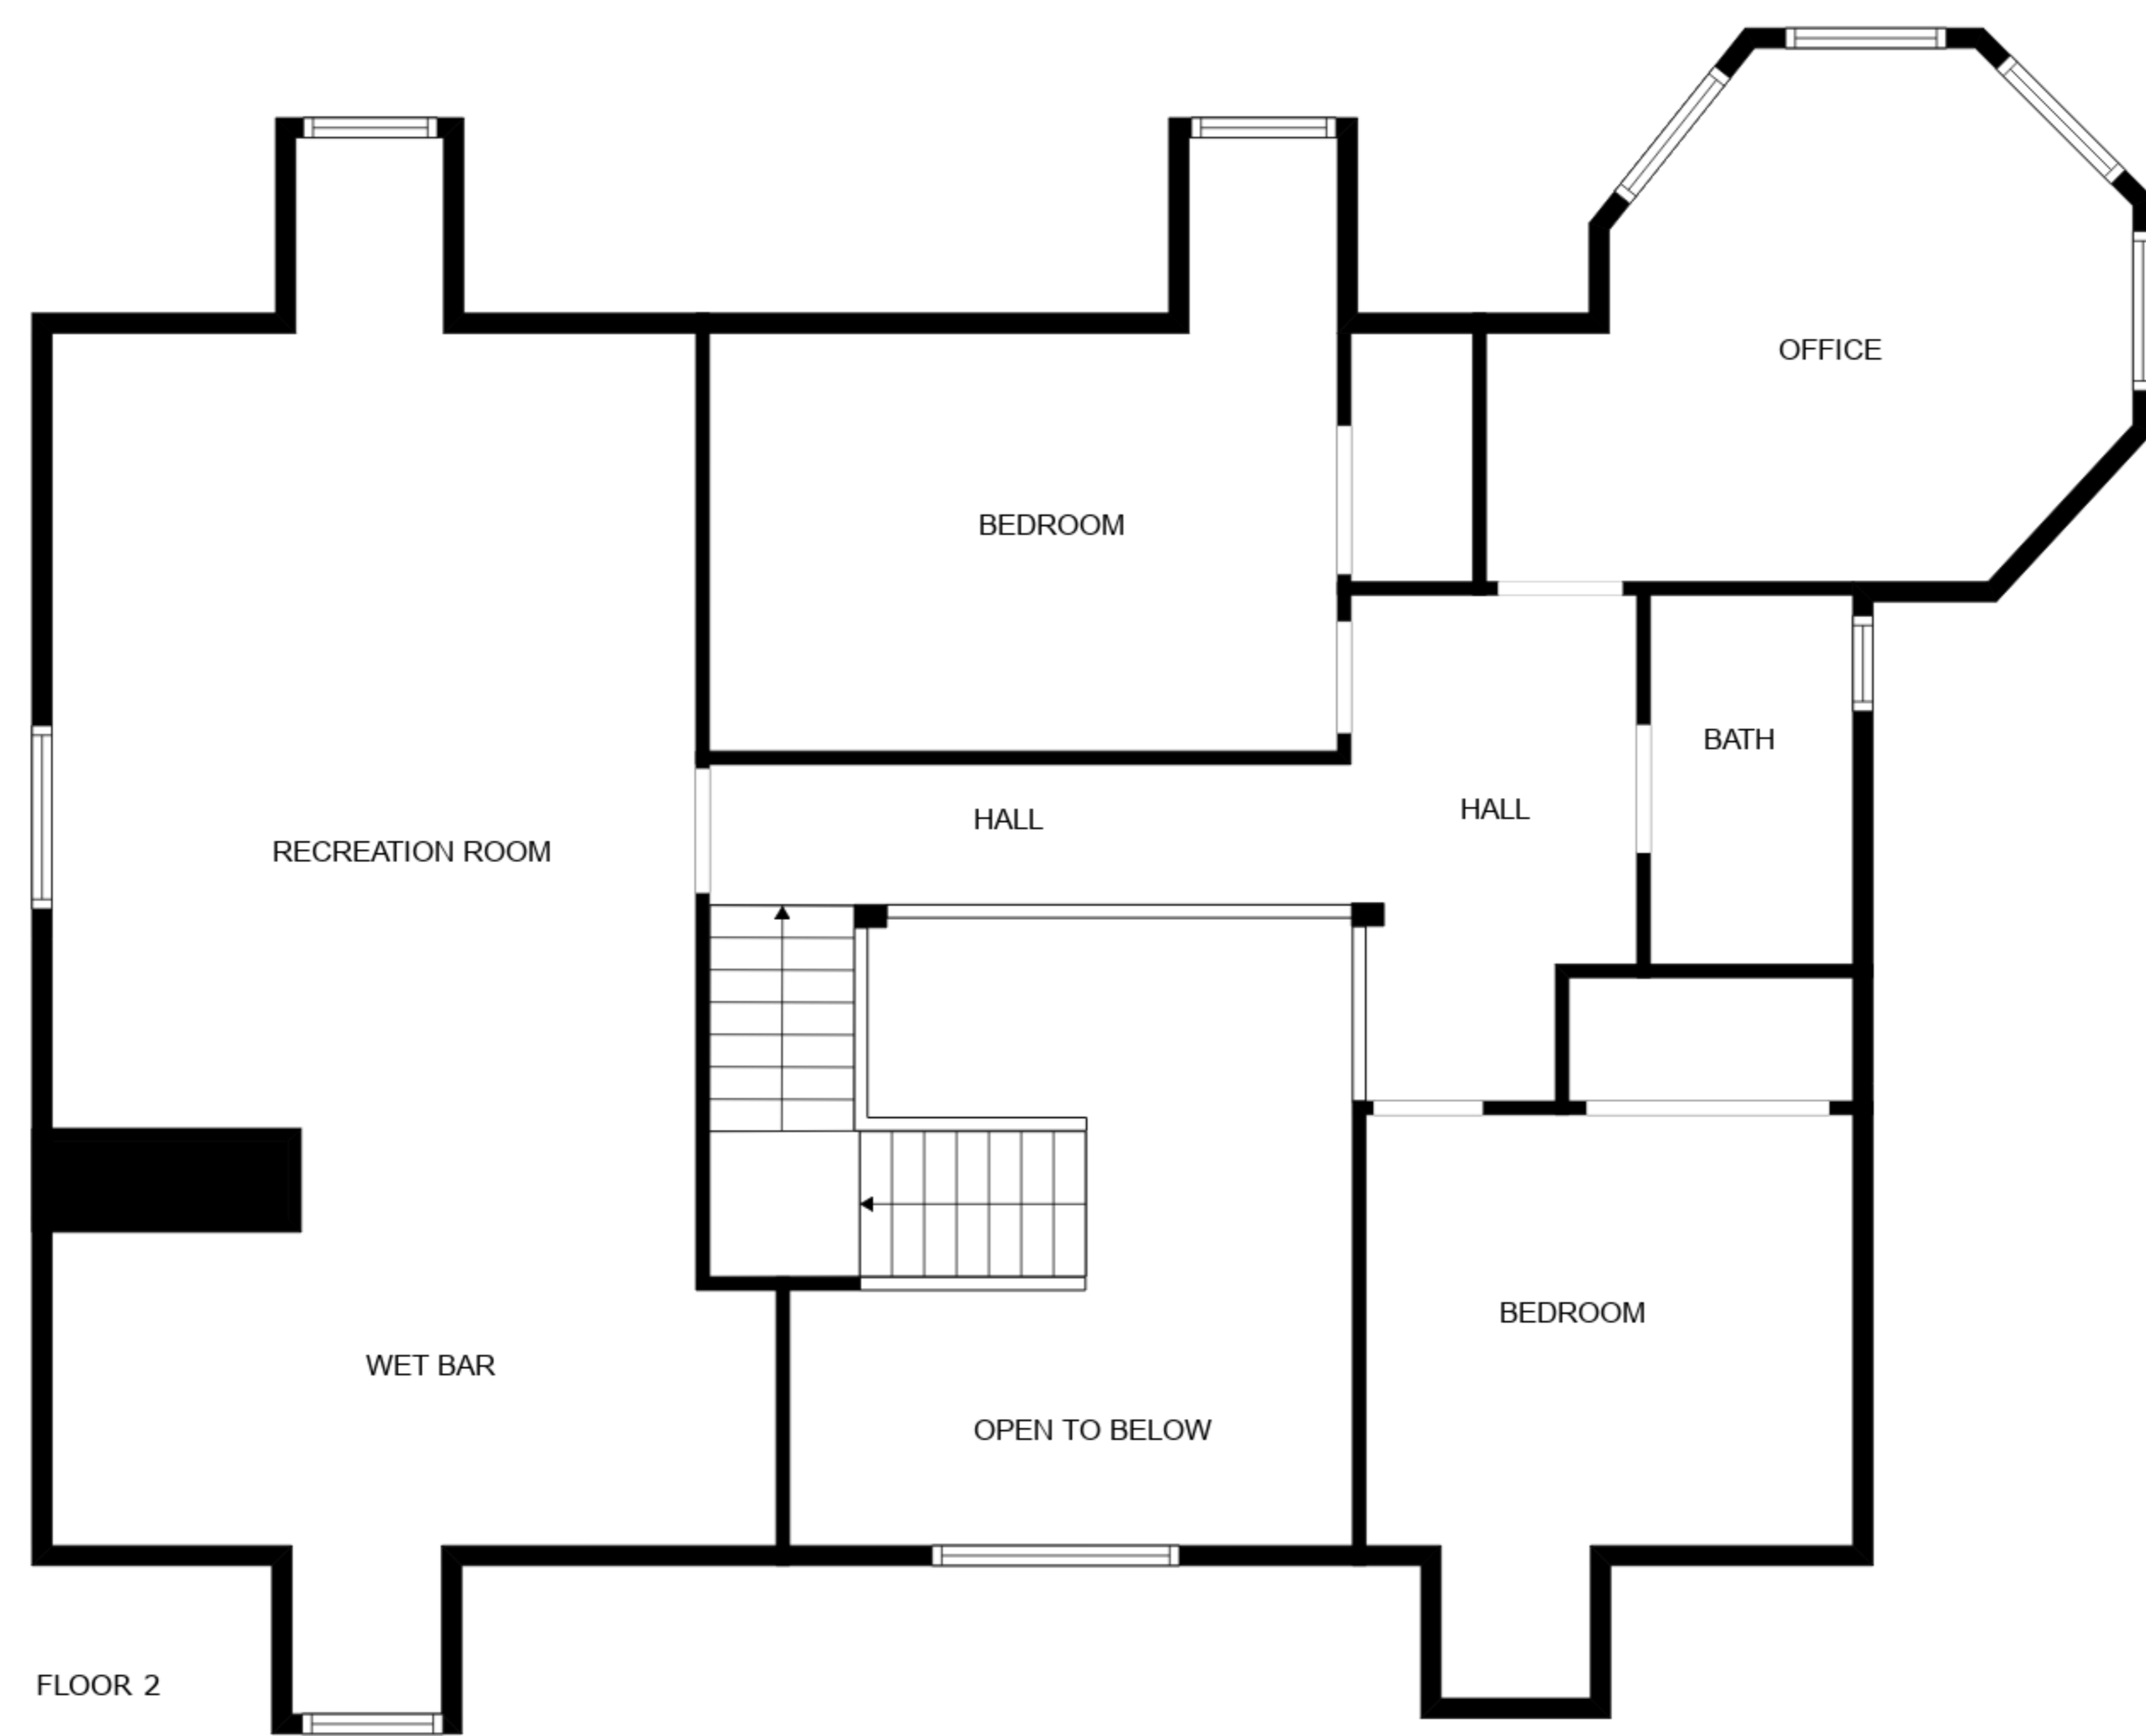 OFFICE
BEDROOM
BATH
HALL
HALL
RECREATION ROOM
BEDROOM
WET BAR
OPEN TO BELOW
FLOOR 2